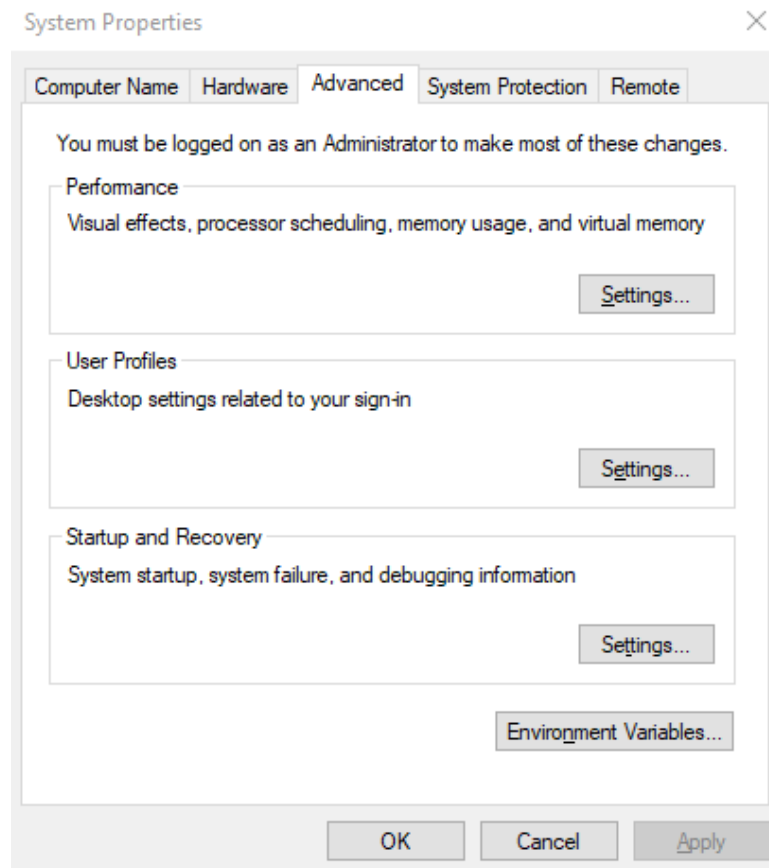 System Properties
Computer Name Hardware Advanced System Protection Remote
You must be logged on as an Administrator to make most of these changes.
Performance
Visual effects, processor scheduling, memory usage, and virtual memory
Settings...
User Profiles
Desktop settings related to your sign-in
Settings...
Startup and Recovery
System startup, system failure, and debugging information
Settings...
Environment Variables...
OK Cancel Apply